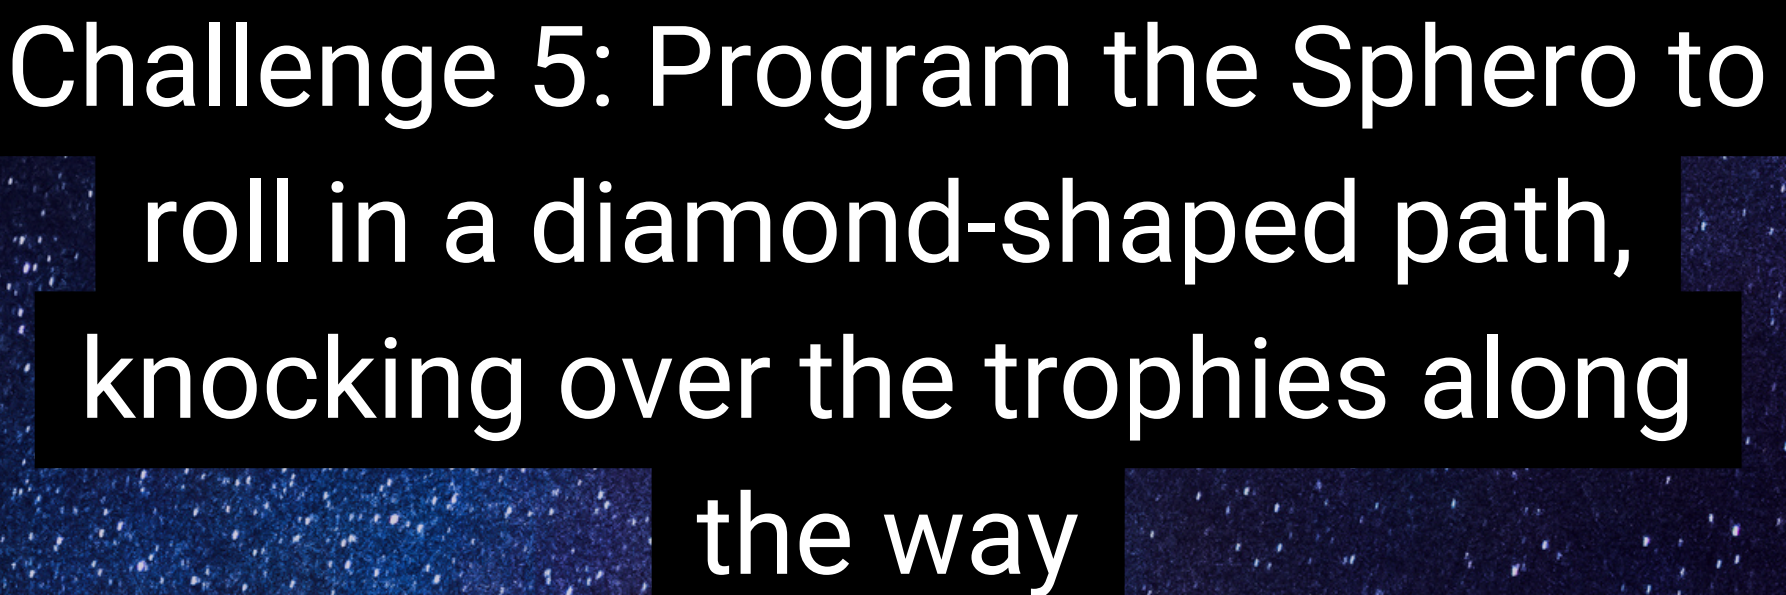 Challenge 5: Program the Sphero to
roll in a diamond-shaped path,
knocking over the trophies along
the way